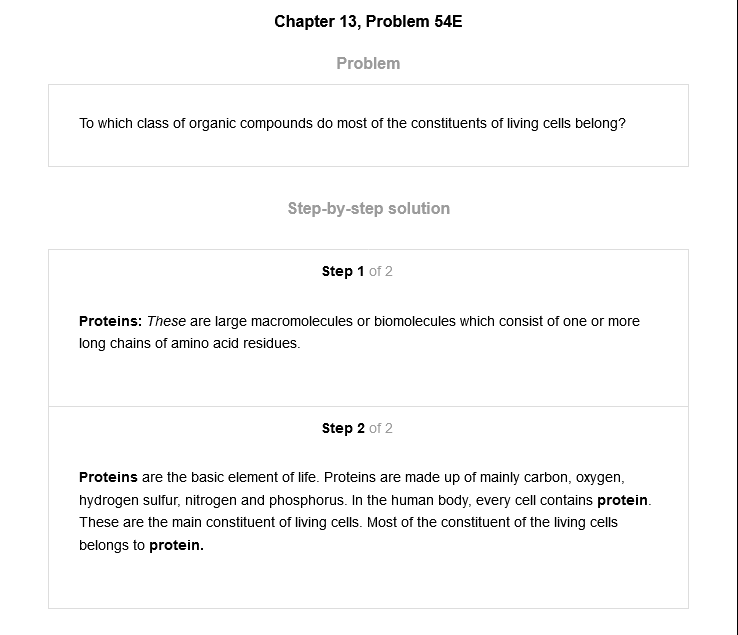 Chapter 13, Problem 54E
Problem
To which class of organic compounds do most of the constituents of living cells belong?
Step-by-step solution
Step 1 of 2
Proteins: These are large macromolecules or biomolecules which consist of one or more
long chains of amino acid residues.
Step 2 of 2
Proteins are the basic element of life. Proteins are made up of mainly carbon, oxygen,
hydrogen sulfur, nitrogen and phosphorus. In the human body, every cell contains protein.
These are the main constituent of living cells. Most of the constituent of the living cells
belongs to protein.